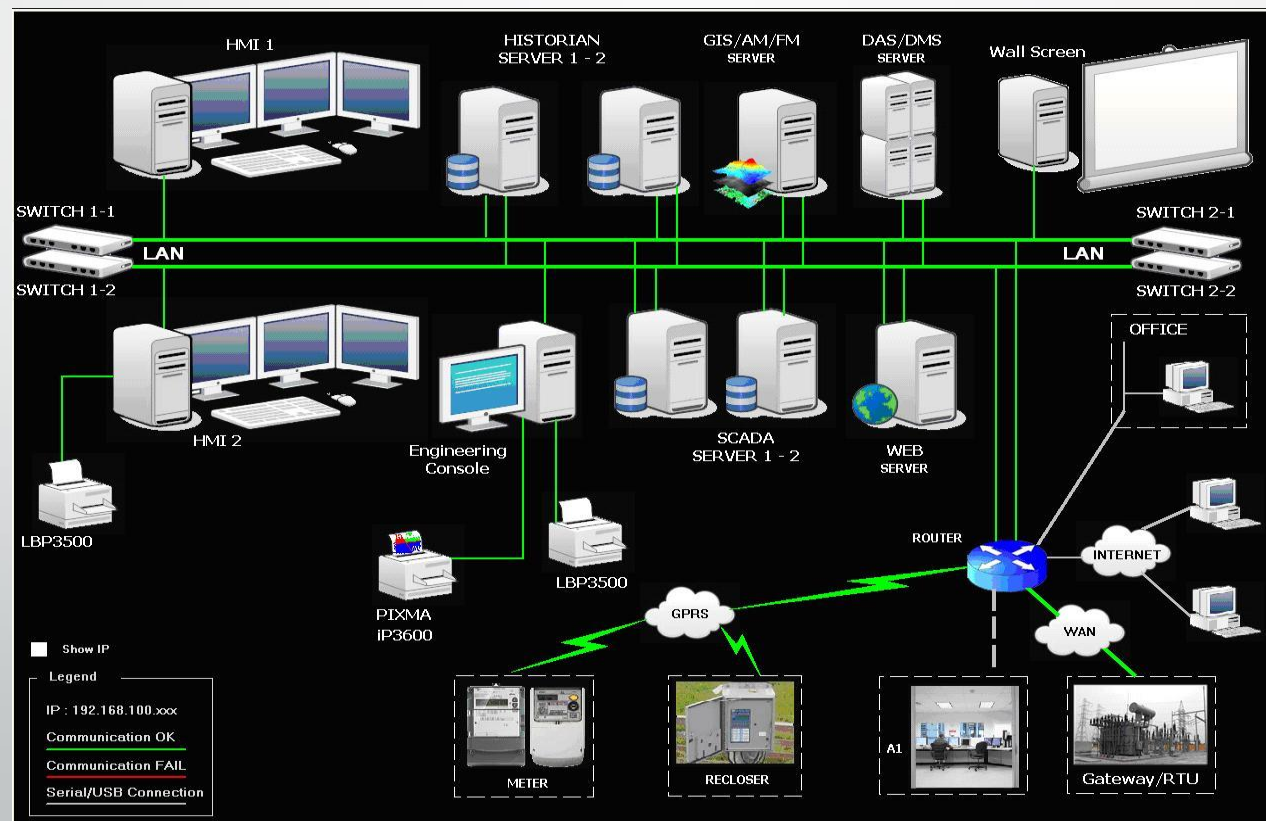 HMI 1
HISTORIAN
SERVER 1 - 2
GIS/AM/FM
SERVER
DAS/DMS
SERVER
Wall Screen
SWITCH 1-1
SWITCH 2-1
LAN
LAN
SWITCH 1-2
SWITCH 2-2
OFFICE
HMI 2
Engineering
Console
SCADA
SERVER 1 - 2
WEB
SERVER
LBP3500
ROUTER
INTERNET
LBP3500
PIXMA
iP3600
GPRS
WAN
Show IP
Legend
IP : 192.168.100.xxx
Communication OK
Communication FAIL
Serial/USB Connection
METER
RECLOSER
A1
Gateway/RTU